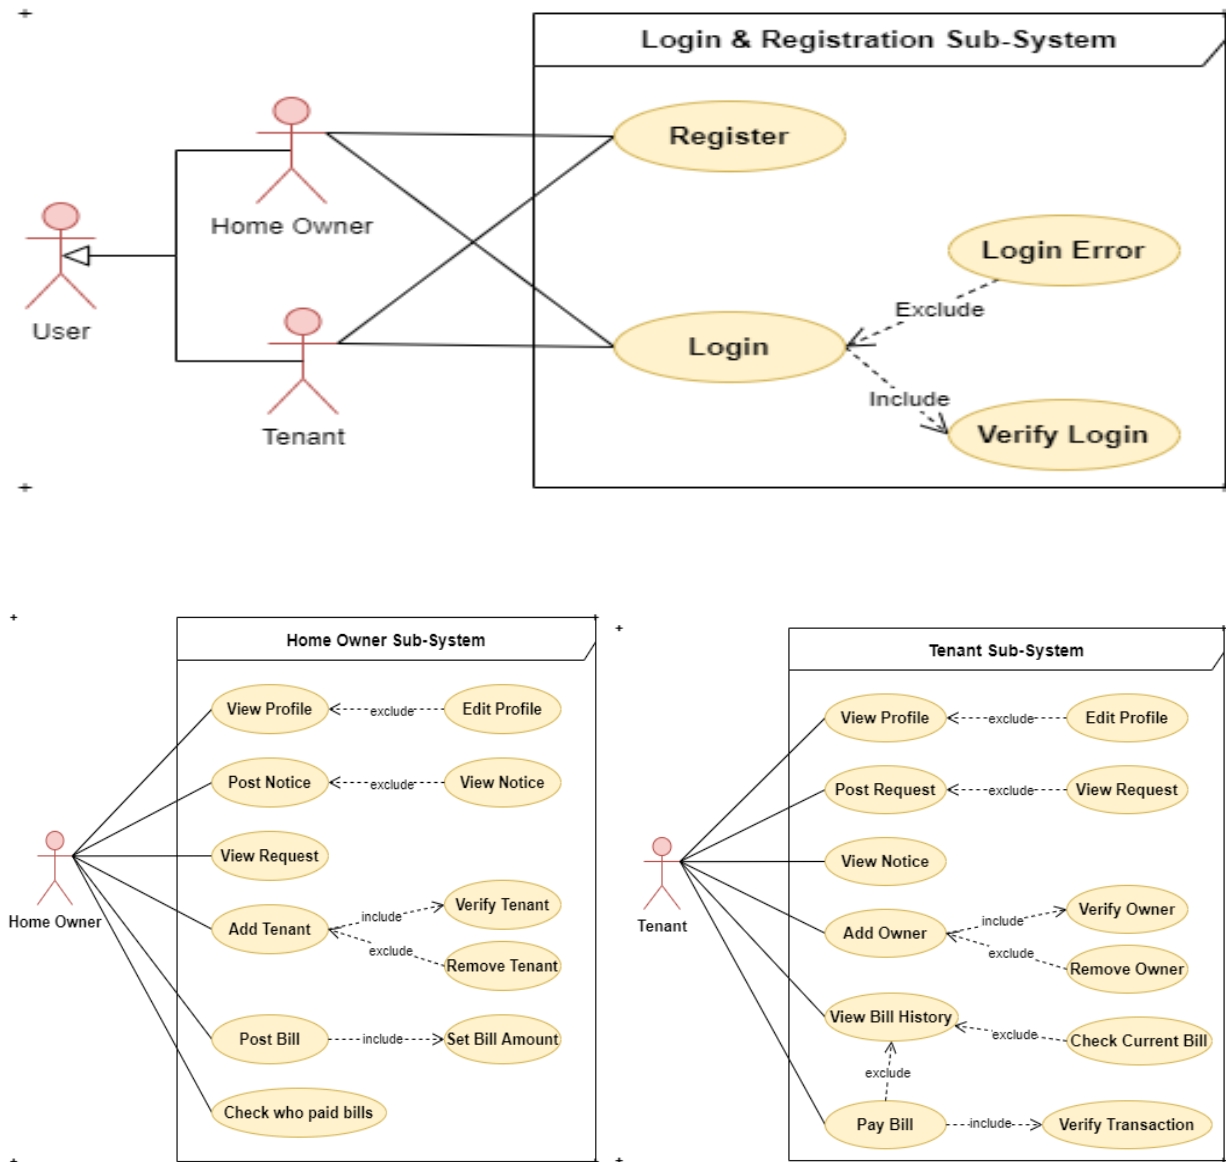 Login & Registration Sub-System
Register
Home Owner
Login Error
Exclude
User
Login
Include
Tenant
Verify Login
Home Owner Sub-System
View Profile
exclude
Edit Profile
Post Notice
exclude
View Notice
View Request
Home Owner
Add Tenant
include
Verify Tenant
exclude
Remove Tenant
Post Bill
include
Set Bill Amount
Check who paid bills
Tenant Sub-System
View Profile
exclude
Edit Profile
Post Request
exclude
View Request
View Notice
Tenant
Add Owner
include
Verify Owner
exclude
Remove Owner
View Bill History
exclude
Check Current Bill
exclude
Pay Bill
include
Verify Transaction